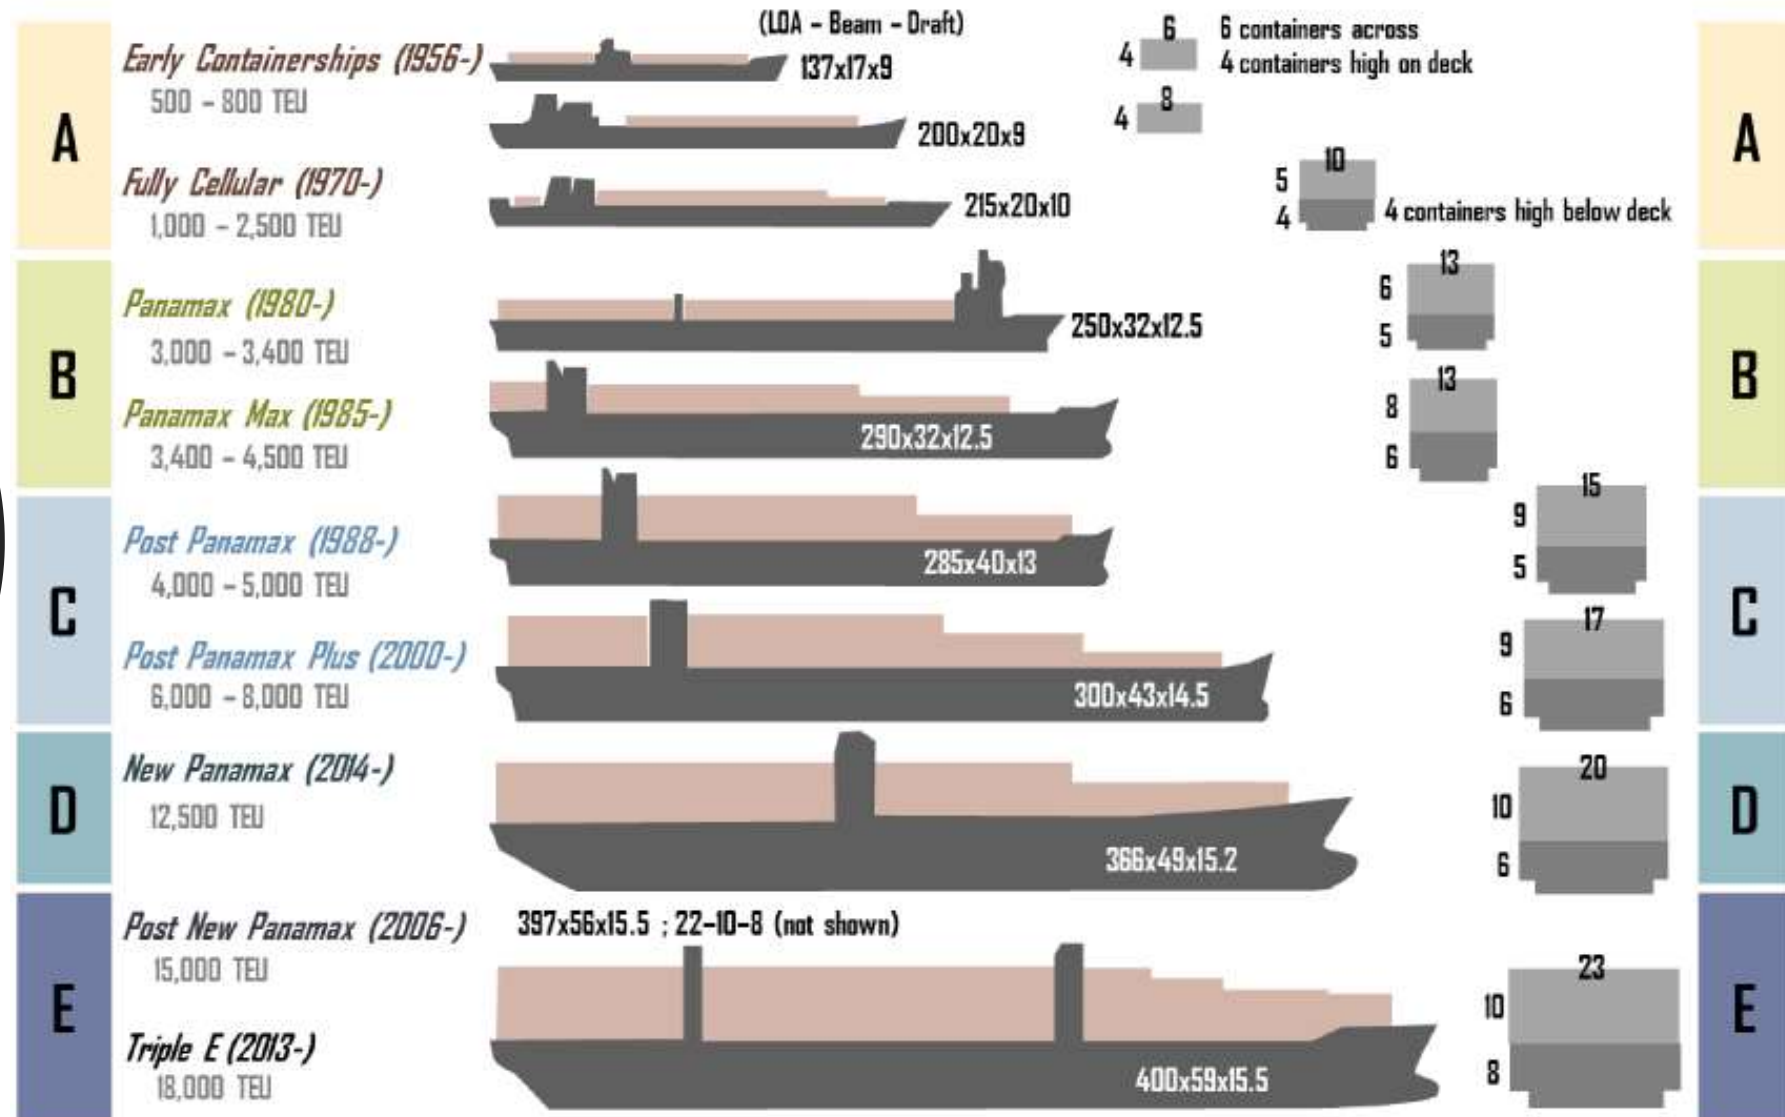 (LOA – Beam – Draft)
A
Early Containerships (1956-)
500 – 800 TEU
137x17x9
6
4
6 containers across
4 containers high on deck
A
200x20x9
8
4
Fully Cellular (1970-)
1,000 – 2,500 TEU
215x20x10
10
5
4
4 containers high below deck
B
Panamax (1980-)
3,000 – 3,400 TEU
250x32x12.5
13
6
5
B
Panamax Max (1985-)
3,400 – 4,500 TEU
290x32x12.5
13
8
6
C
Post Panamax (1988-)
4,000 – 5,000 TEU
285x40x13
15
9
5
C
Post Panamax Plus (2000-)
6,000 – 8,000 TEU
300x43x14.5
17
9
6
D
New Panamax (2014-)
12,500 TEU
366x49x15.2
20
10
6
D
E
Post New Panamax (2006-)
15,000 TEU
397x56x15.5 ; 22-10-8 (not shown)
E
Triple E (2013-)
18,000 TEU
400x59x15.5
23
10
8